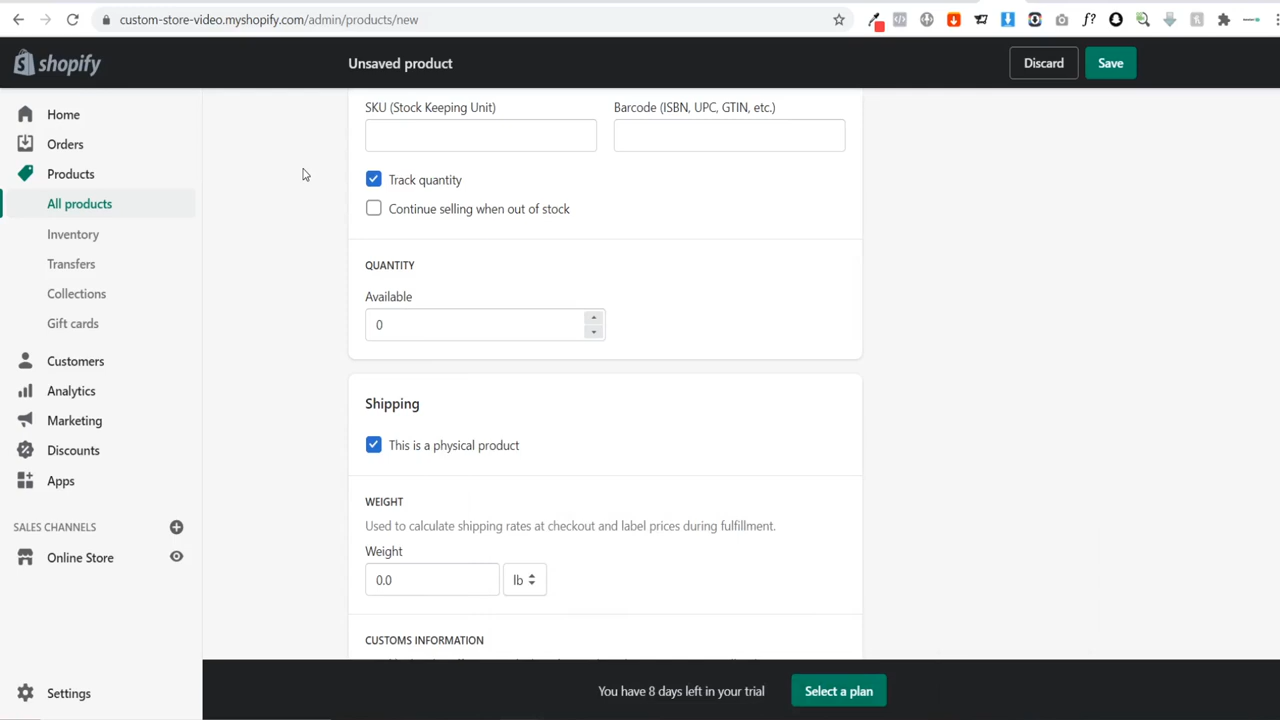 custom-store-video.myshopify.com/admin/products/new
shopify
Unsaved product
Discard
Save
Home
Orders
Products
All products
Inventory
Transfers
Collections
Gift cards
Customers
Analytics
Marketing
Discounts
Apps
SALES CHANNELS
Online Store
Settings
SKU (Stock Keeping Unit)
Barcode (ISBN, UPC, GTIN, etc.)
Track quantity
Continue selling when out of stock
QUANTITY
Available
0
Shipping
This is a physical product
WEIGHT
Used to calculate shipping rates at checkout and label prices during fulfillment.
Weight
0.0
lb
CUSTOMS INFORMATION
You have 8 days left in your trial
Select a plan